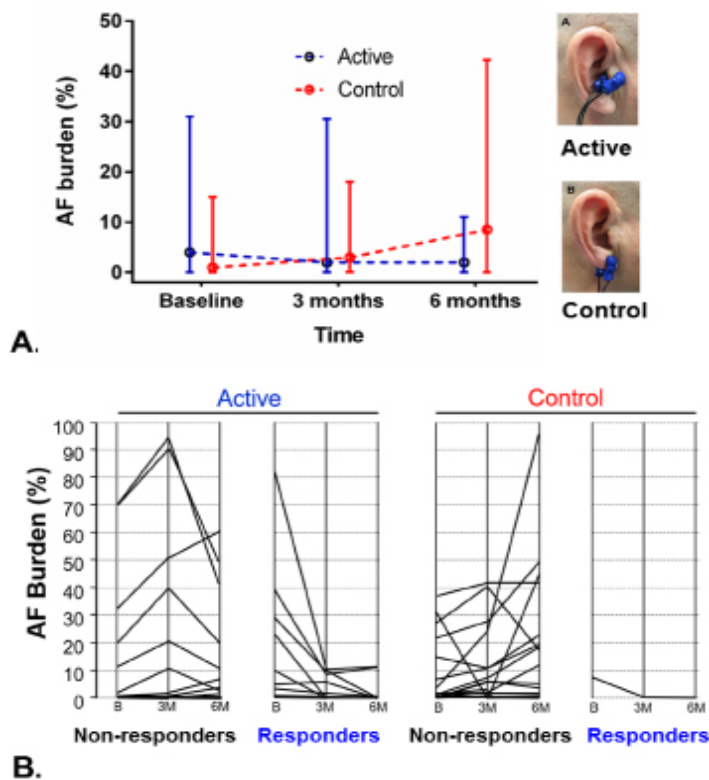 50
40
30
20
10
0
AF burden (%)
Active
Control
Baseline 3 months 6 months
Time
A
Active
B
Control
A.
Active Control
100
90
80
70
60
50
40
30
20
10
0
AF Burden (%)
B 3M 6M B 3M 6M B 3M 6M B 3M 6M
Non-responders Responders Non-responders Responders
B.